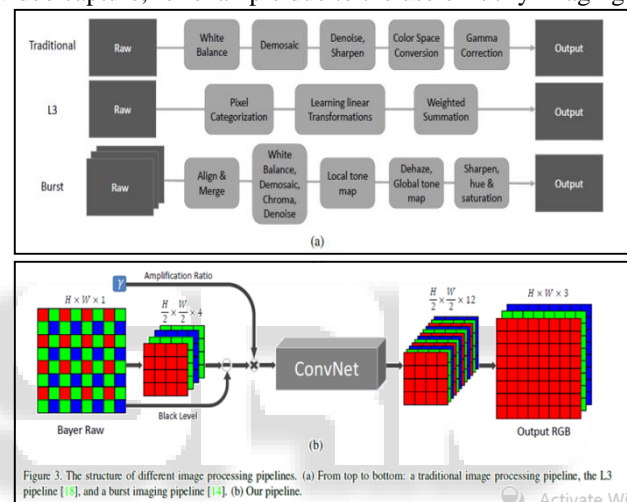 Traditional
Raw
White
Balance
Demosaic
Denoise,
Sharpen
Color Space
Conversion
Gamma
Correction
Output
L3
Raw
Pixel
Categorization
Learning linear
Transformations
Weighted
Summation
Output
Burst
Raw
Align &
Merge
White
Balance,
Demosaic,
Chroma,
Denoise
Local tone
map
Dehaze,
Global tone
map
Sharpen,
hue &
saturation
Output
(a)
γ
Amplification Ratio
H × W × 1
H/2 × W/2 × 4
H/2 × W/2 × 12
H × W × 3
ConvNet
Bayer Raw
Black Level
Output RGB
(b)
Figure 3. The structure of different image processing pipelines. (a) From top to bottom: a traditional image processing pipeline, the L3
pipeline [18], and a burst imaging pipeline [14]. (b) Our pipeline.
Activate Wi